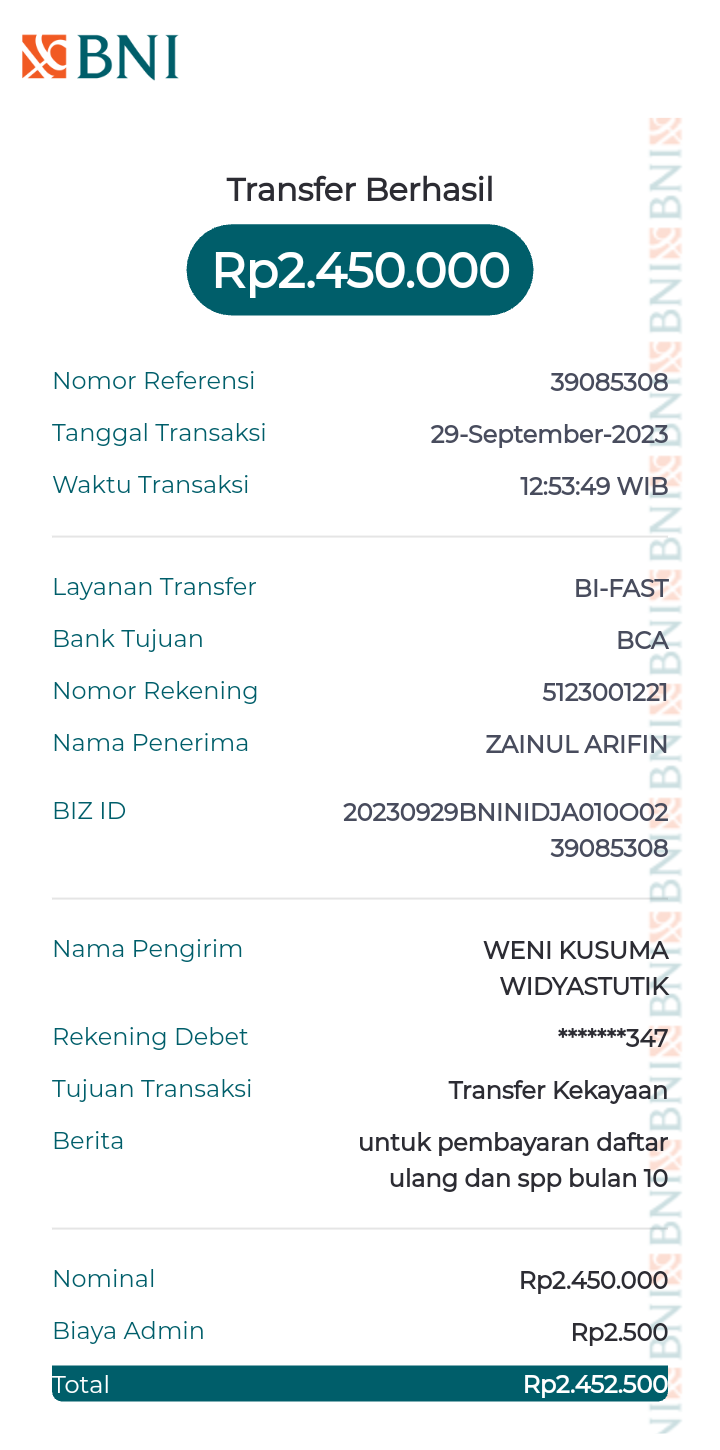 BNI
Transfer Berhasil
Rp2.450.000
Nomor Referensi 39085308
Tanggal Transaksi 29-September-2023
Waktu Transaksi 12:53:49 WIB
Layanan Transfer BI-FAST
Bank Tujuan BCA
Nomor Rekening 5123001221
Nama Penerima ZAINUL ARIFIN
BIZ ID 20230929BNINIDJA010O02
39085308
Nama Pengirim WENI KUSUMA
WIDYASTUTIK
Rekening Debet *******347
Tujuan Transaksi Transfer Kekayaan
Berita untuk pembayaran daftar
ulang dan spp bulan 10
Nominal Rp2.450.000
Biaya Admin Rp2.500
Total Rp2.452.500
BNI BNI BNI BNI BNI BNI BNI BNI BNI BNI BNI BNI